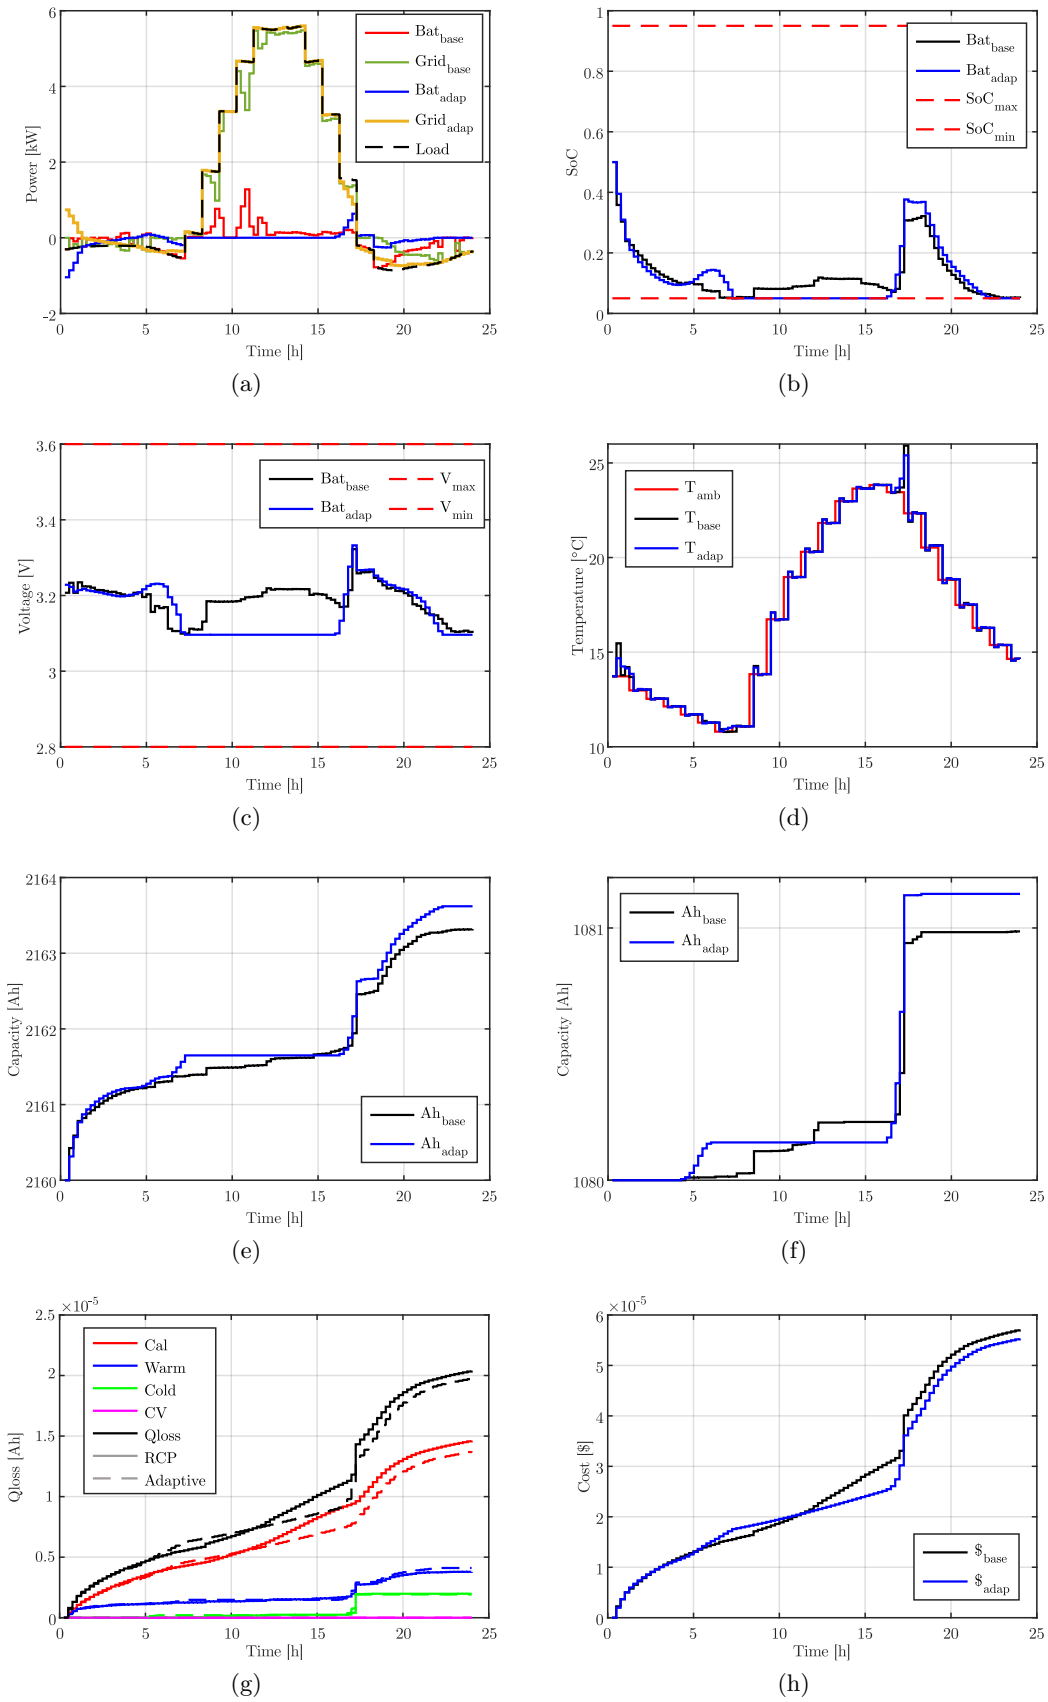 6
4
2
0
-2
Power [kW]
0 5 10 15 20 25
Time [h]
Bat_base
Grid_base
Bat_adap
Grid_adap
Load
(a)
1
0.8
0.6
0.4
0.2
0
SoC
0 5 10 15 20 25
Time [h]
Bat_base
Bat_adap
SoC_max
SoC_min
(b)
3.6
3.4
3.2
3
2.8
Voltage [V]
0 5 10 15 20 25
Time [h]
Bat_base V_max
Bat_adap V_min
(c)
25
20
15
10
Temperature [°C]
0 5 10 15 20 25
Time [h]
T_amb
T_base
T_adap
(d)
2164
2163
2162
2161
2160
Capacity [Ah]
0 5 10 15 20 25
Time [h]
Ah_base
Ah_adap
(e)
1081
1080
Capacity [Ah]
0 5 10 15 20 25
Time [h]
Ah_base
Ah_adap
(f)
×10^-5
2.5
2
1.5
1
0.5
0
Qloss [Ah]
0 5 10 15 20 25
Time [h]
Cal
Warm
Cold
CV
Qloss
RCP
Adaptive
(g)
×10^-5
6
5
4
3
2
1
0
Cost [$]
0 5 10 15 20 25
Time [h]
$_base
$_adap
(h)